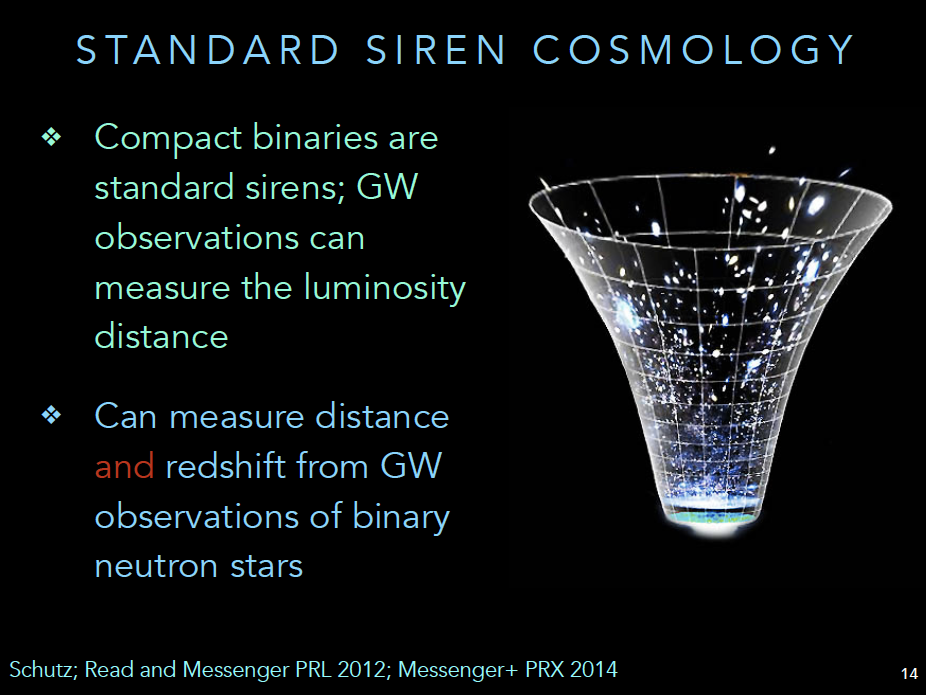 STANDARD SIREN COSMOLOGY
❖ Compact binaries are
standard sirens; GW
observations can
measure the luminosity
distance
❖ Can measure distance
and redshift from GW
observations of binary
neutron stars
Schutz; Read and Messenger PRL 2012; Messenger+ PRX 2014
14